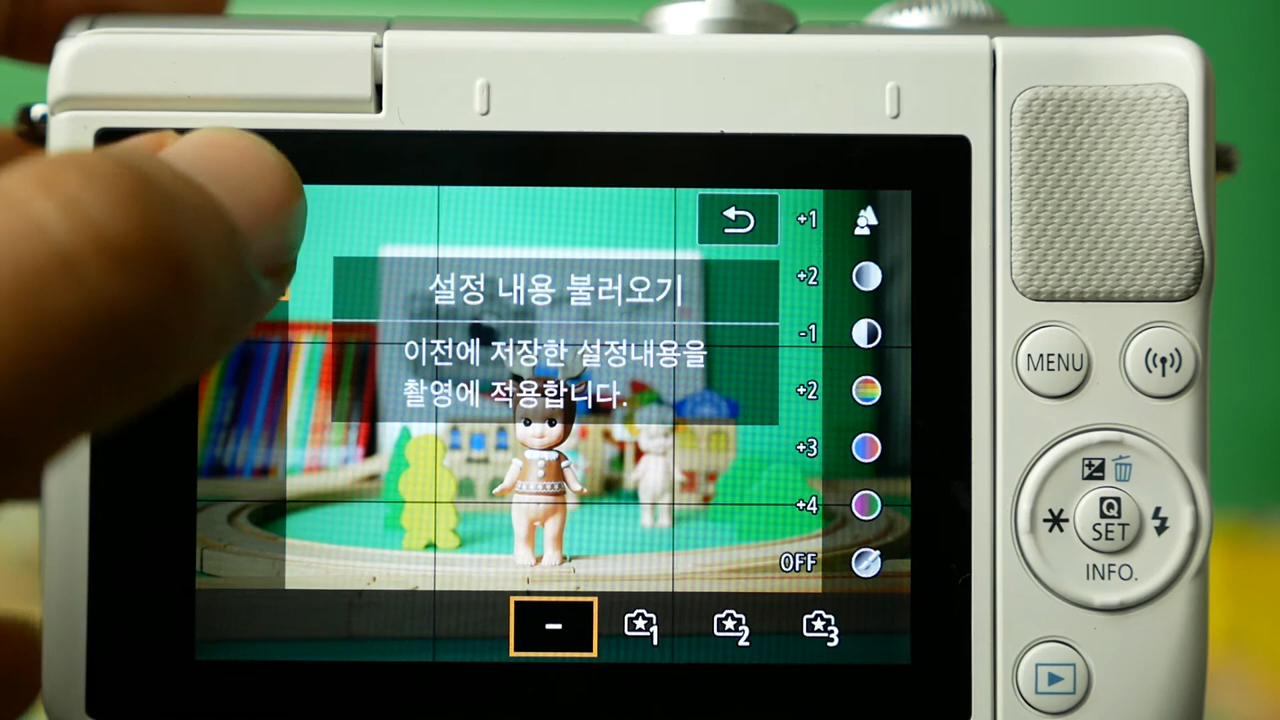 설정 내용 불러오기
이전에 저장한 설정내용을
촬영에 적용합니다.
+1
+2
-1
+2
+3
+4
OFF
-
1
2
3
MENU
Q
SET
INFO.